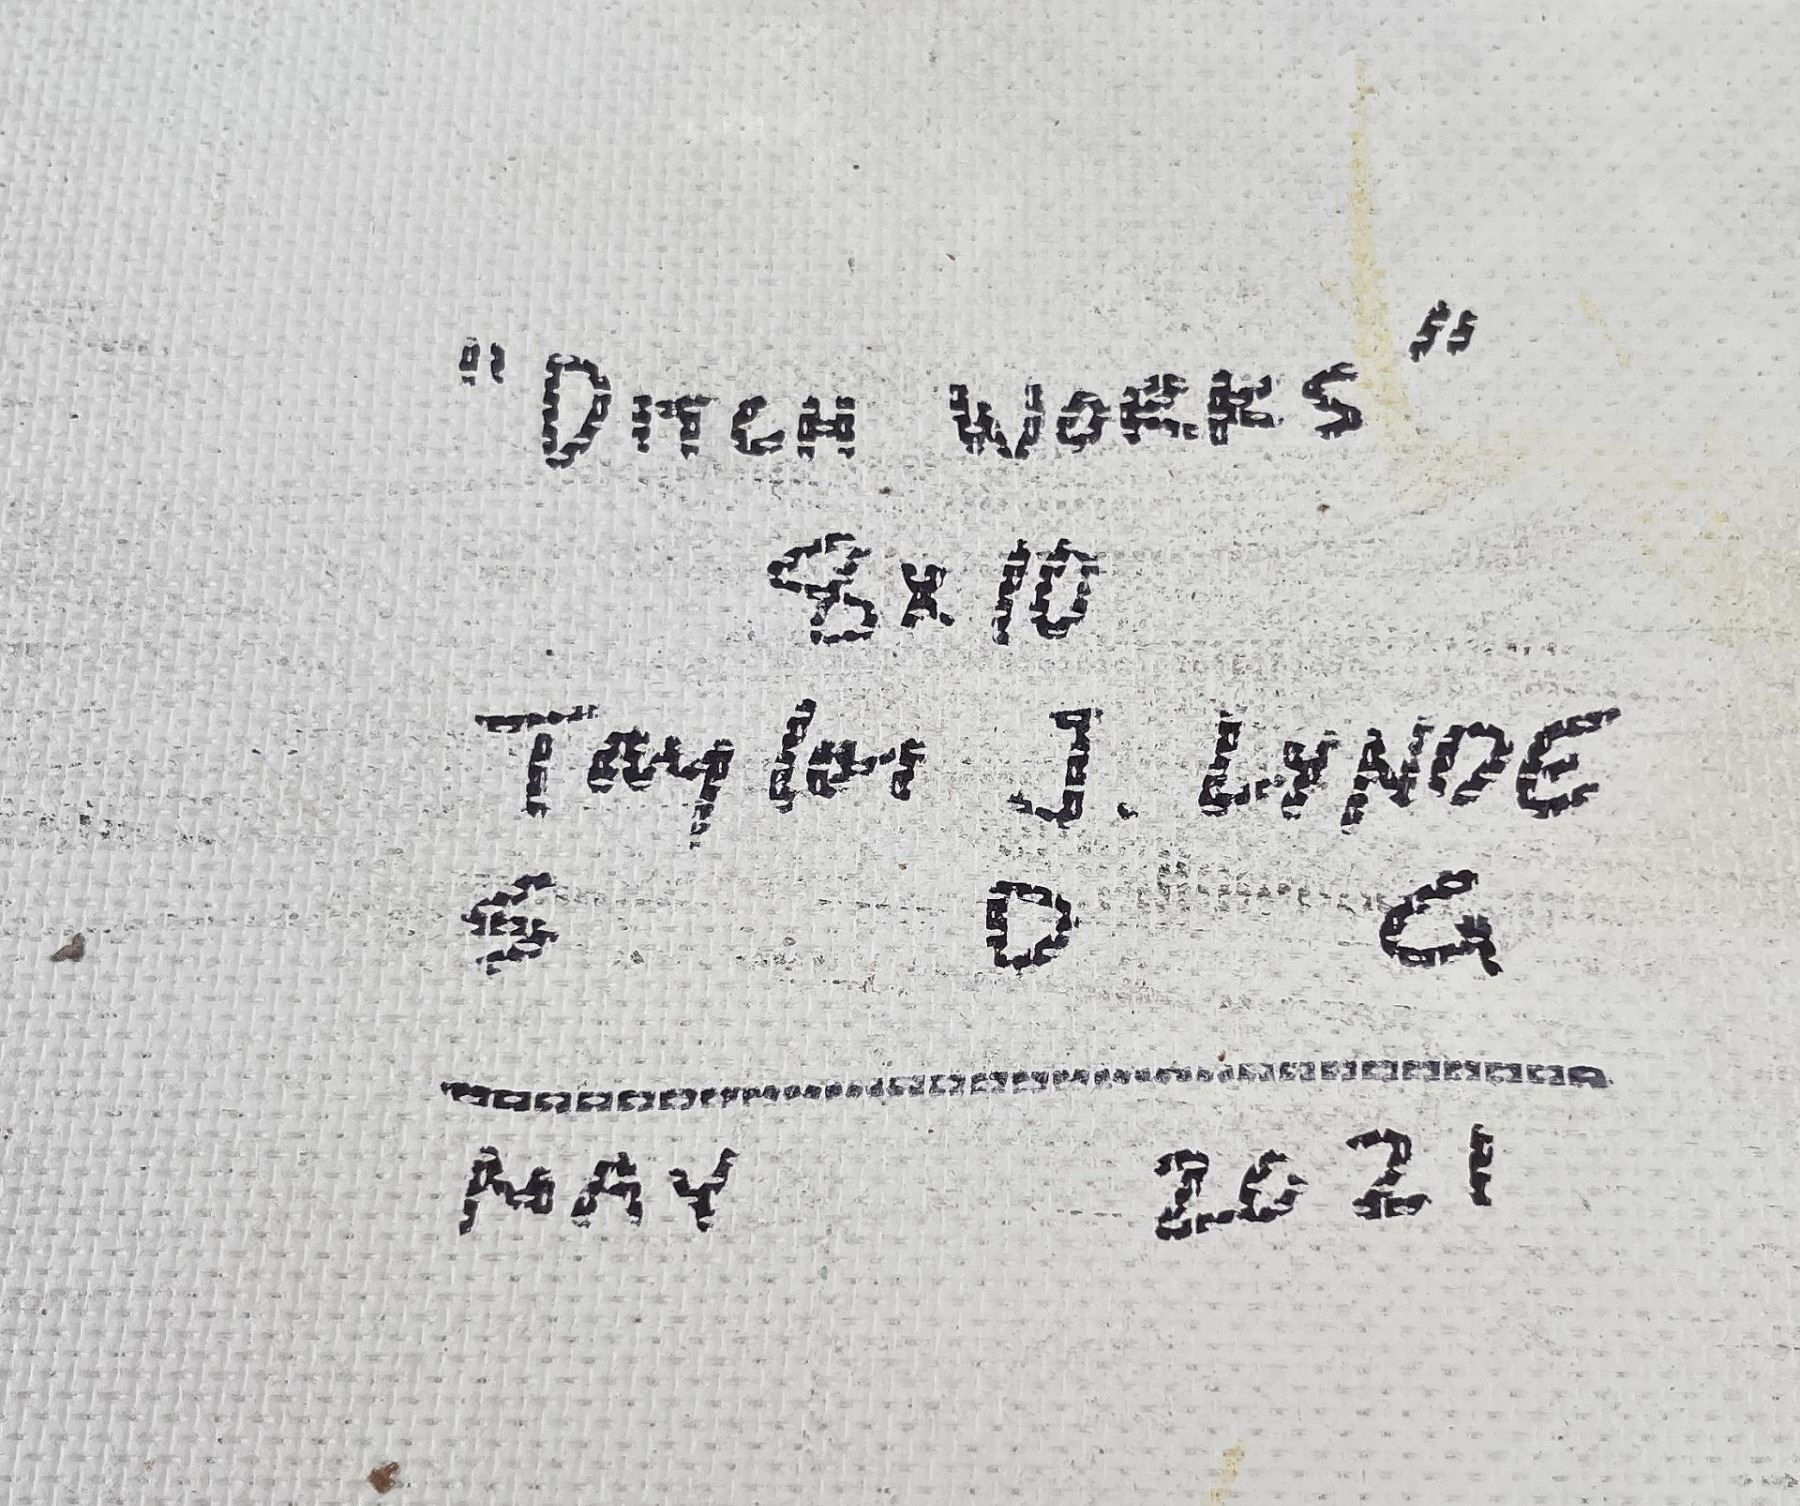 "DITCH WORKS"
8x10
Taylor J. LYNDE
S D G
MAY 2021